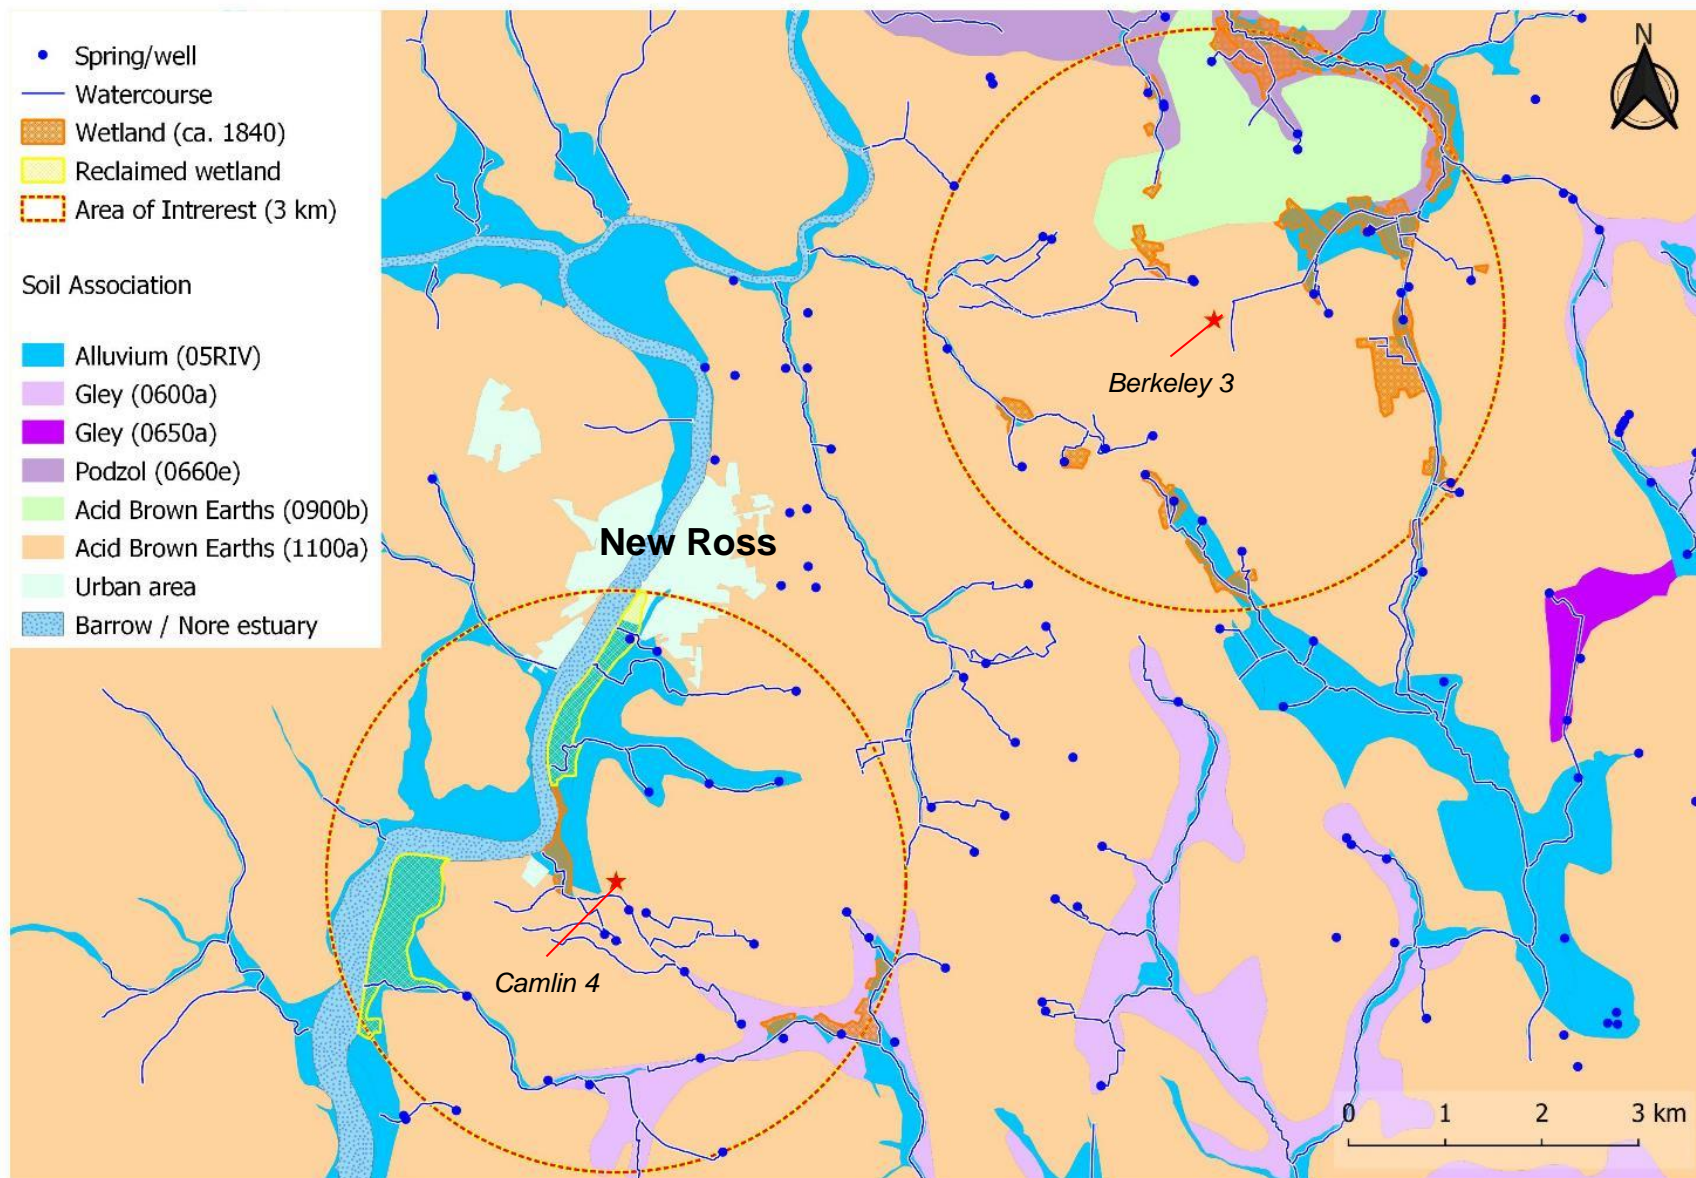 Spring/well
Watercourse
Wetland (ca. 1840)
Reclaimed wetland
Area of Intrerest (3 km)
Soil Association
Alluvium (05RIV)
Gley (0600a)
Gley (0650a)
Podzol (0660e)
Acid Brown Earths (0900b)
Acid Brown Earths (1100a)
Urban area
Barrow / Nore estuary
N
Berkeley 3
New Ross
Camlin 4
0 1 2 3 km